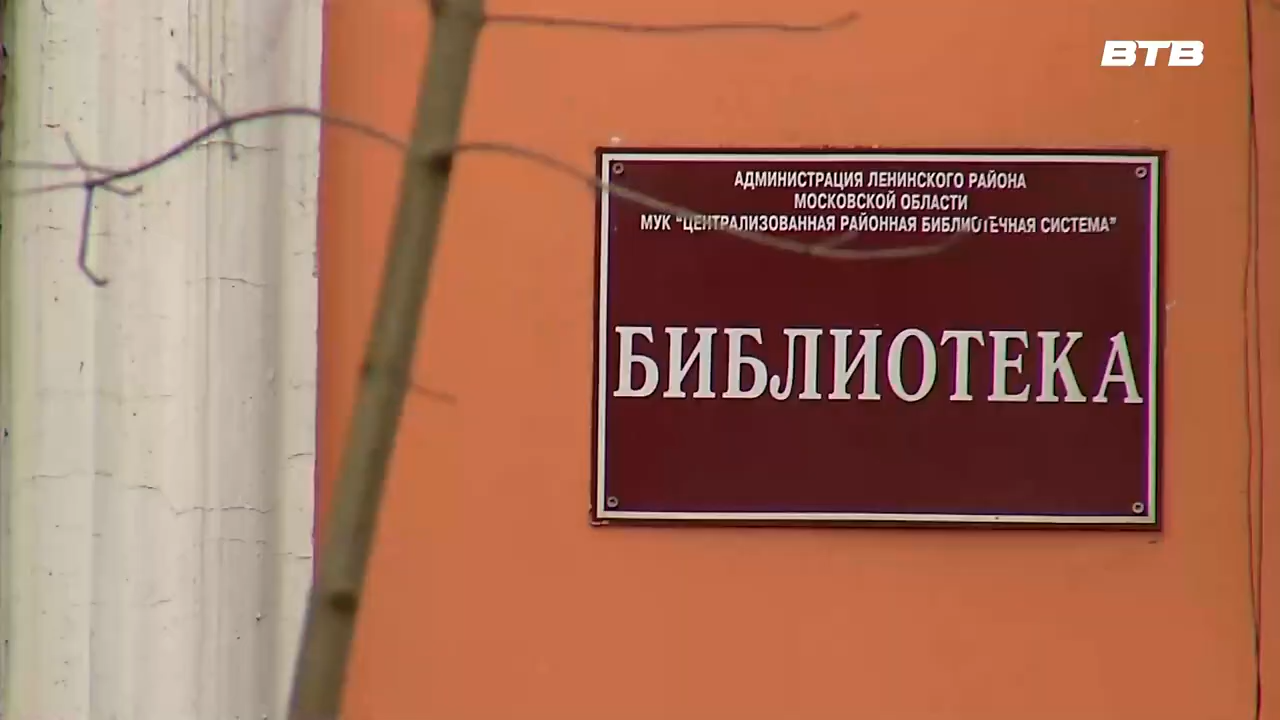 ВТВ
АДМИНИСТРАЦИЯ ЛЕНИНСКОГО РАЙОНА
МОСКОВСКОЙ ОБЛАСТИ
МУК "ЦЕНТРАЛИЗОВАННАЯ РАЙОННАЯ БИБЛИОТЕЧНАЯ СИСТЕМА"
БИБЛИОТЕКА